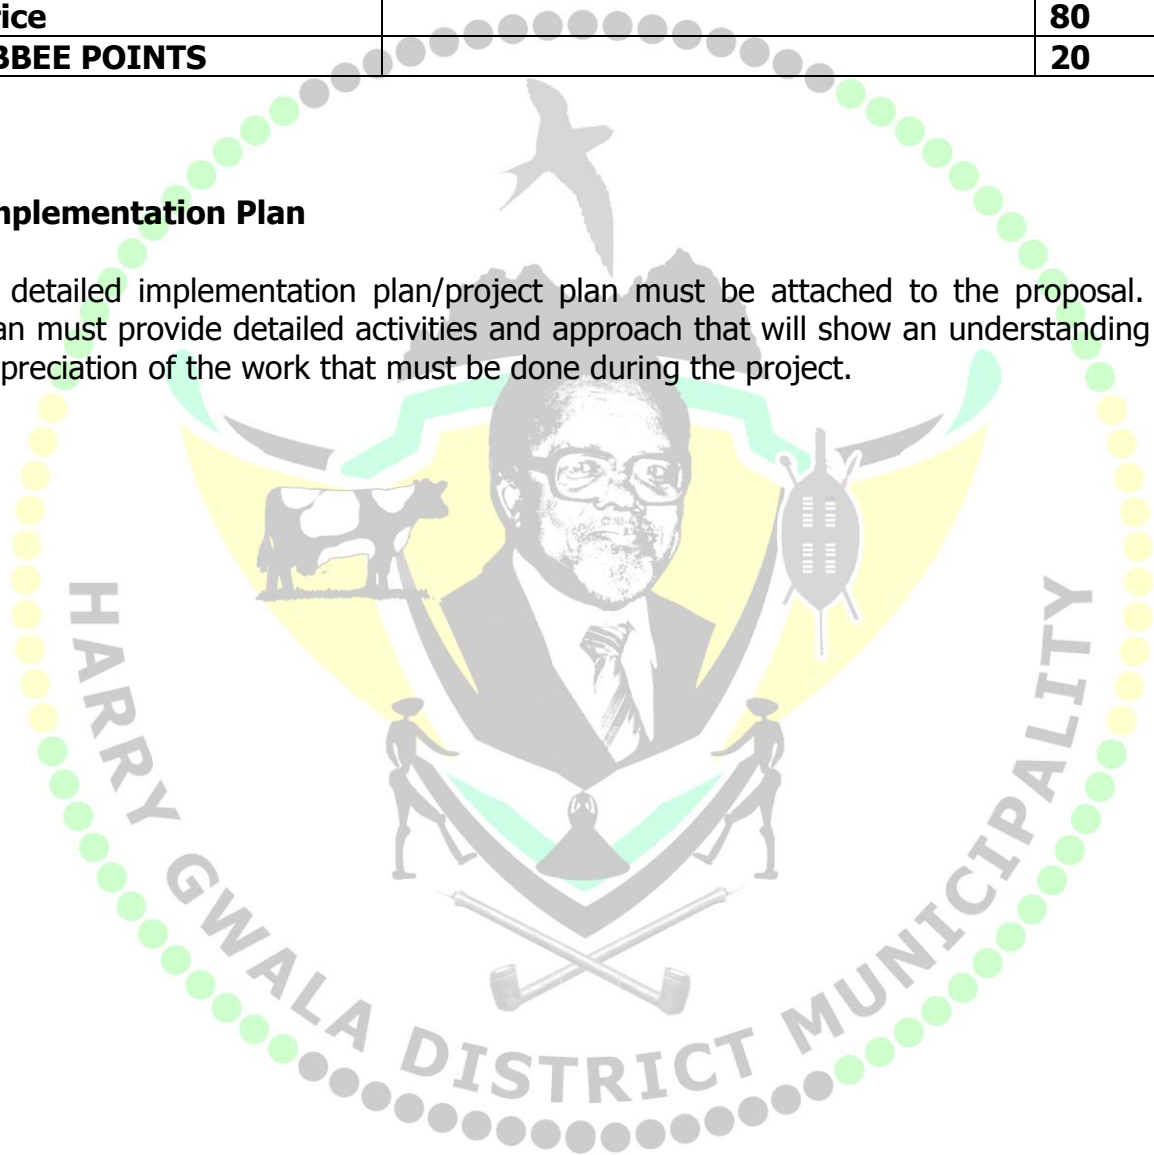 rice 80
BBEE POINTS 20
mplementation Plan
detailed implementation plan/project plan must be attached to the proposal.
an must provide detailed activities and approach that will show an understanding
preciation of the work that must be done during the project.
HARRY GWALA DISTRICT MUNICIPALITY